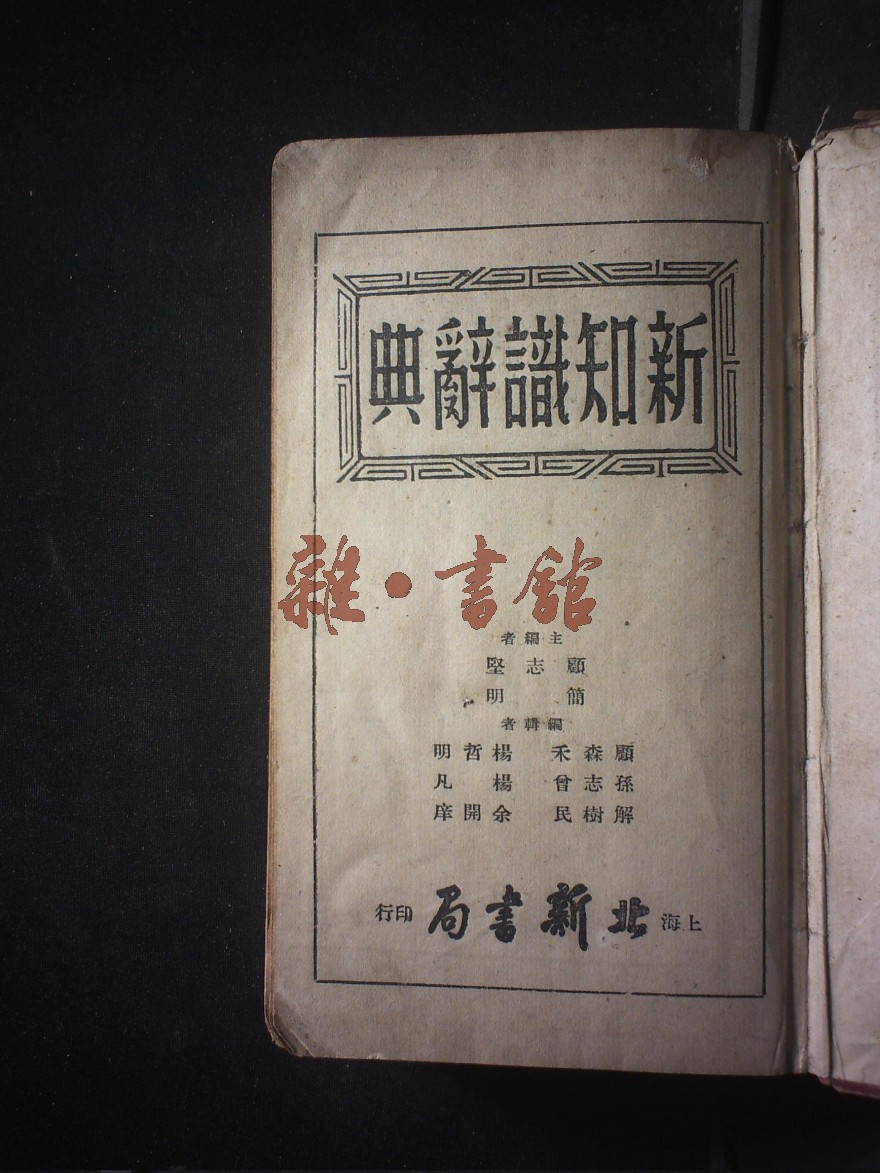 新知識辭典
雜·書館
主編者
顧志堅
簡明
編輯者
顧森禾 楊哲明
孫志曾 楊凡
解樹民 余開庠
上海北新書局印行